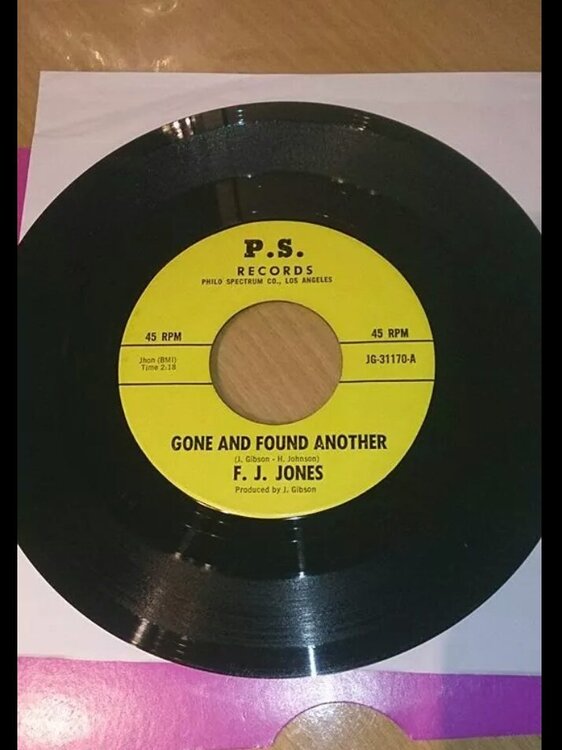 P.S.
RECORDS
PHILO SPECTRUM CO., LOS ANGELES
45 RPM
45 RPM
Jhon (BMI)
Time 2:18
JG-31170-A
GONE AND FOUND ANOTHER
(J. Gibson - H. Johnson)
F. J. JONES
Produced by J. Gibson